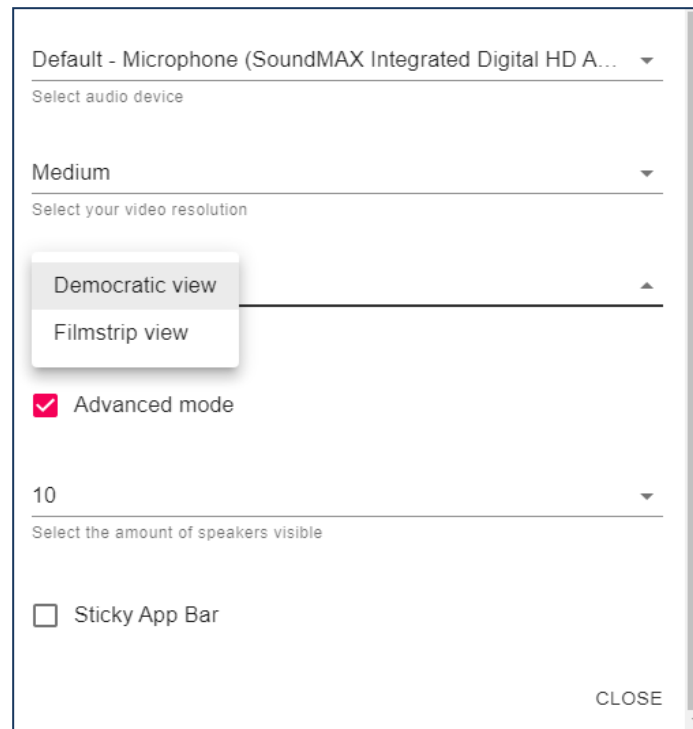 Default - Microphone (SoundMAX Integrated Digital HD A...
Select audio device
Medium
Select your video resolution
Democratic view
Filmstrip view
Advanced mode
10
Select the amount of speakers visible
Sticky App Bar
CLOSE